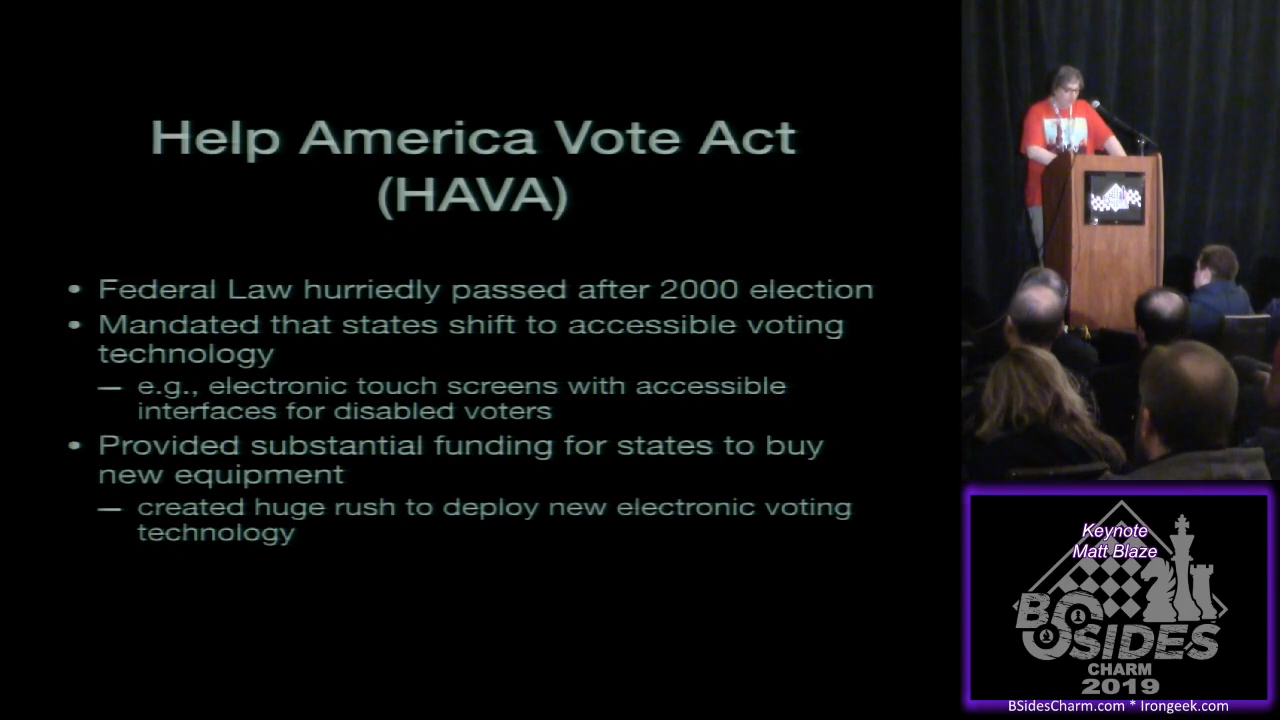 Help America Vote Act
(HAVA)
• Federal Law hurriedly passed after 2000 election
• Mandated that states shift to accessible voting
technology
— e.g., electronic touch screens with accessible
interfaces for disabled voters
• Provided substantial funding for states to buy
new equipment
— created huge rush to deploy new electronic voting
technology
Keynote
Matt Blaze
BSIDES
CHARM
2019
BSidesCharm.com * Irongeek.com